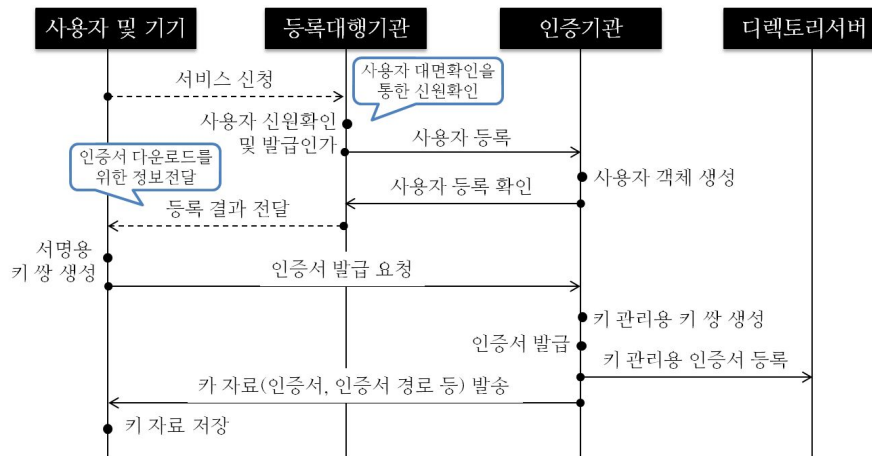 사용자 및 기기
등록대행기관
인증기관
디렉토리서버
서비스 신청
사용자 대면확인을
통한 신원확인
사용자 신원확인
및 발급인가
사용자 등록
인증서 다운로드를
위한 정보전달
사용자 객체 생성
사용자 등록 확인
등록 결과 전달
서명용
키 쌍 생성
인증서 발급 요청
키 관리용 키 쌍 생성
인증서 발급
키 관리용 인증서 등록
카 자료(인증서, 인증서 경로 등) 발송
키 자료 저장